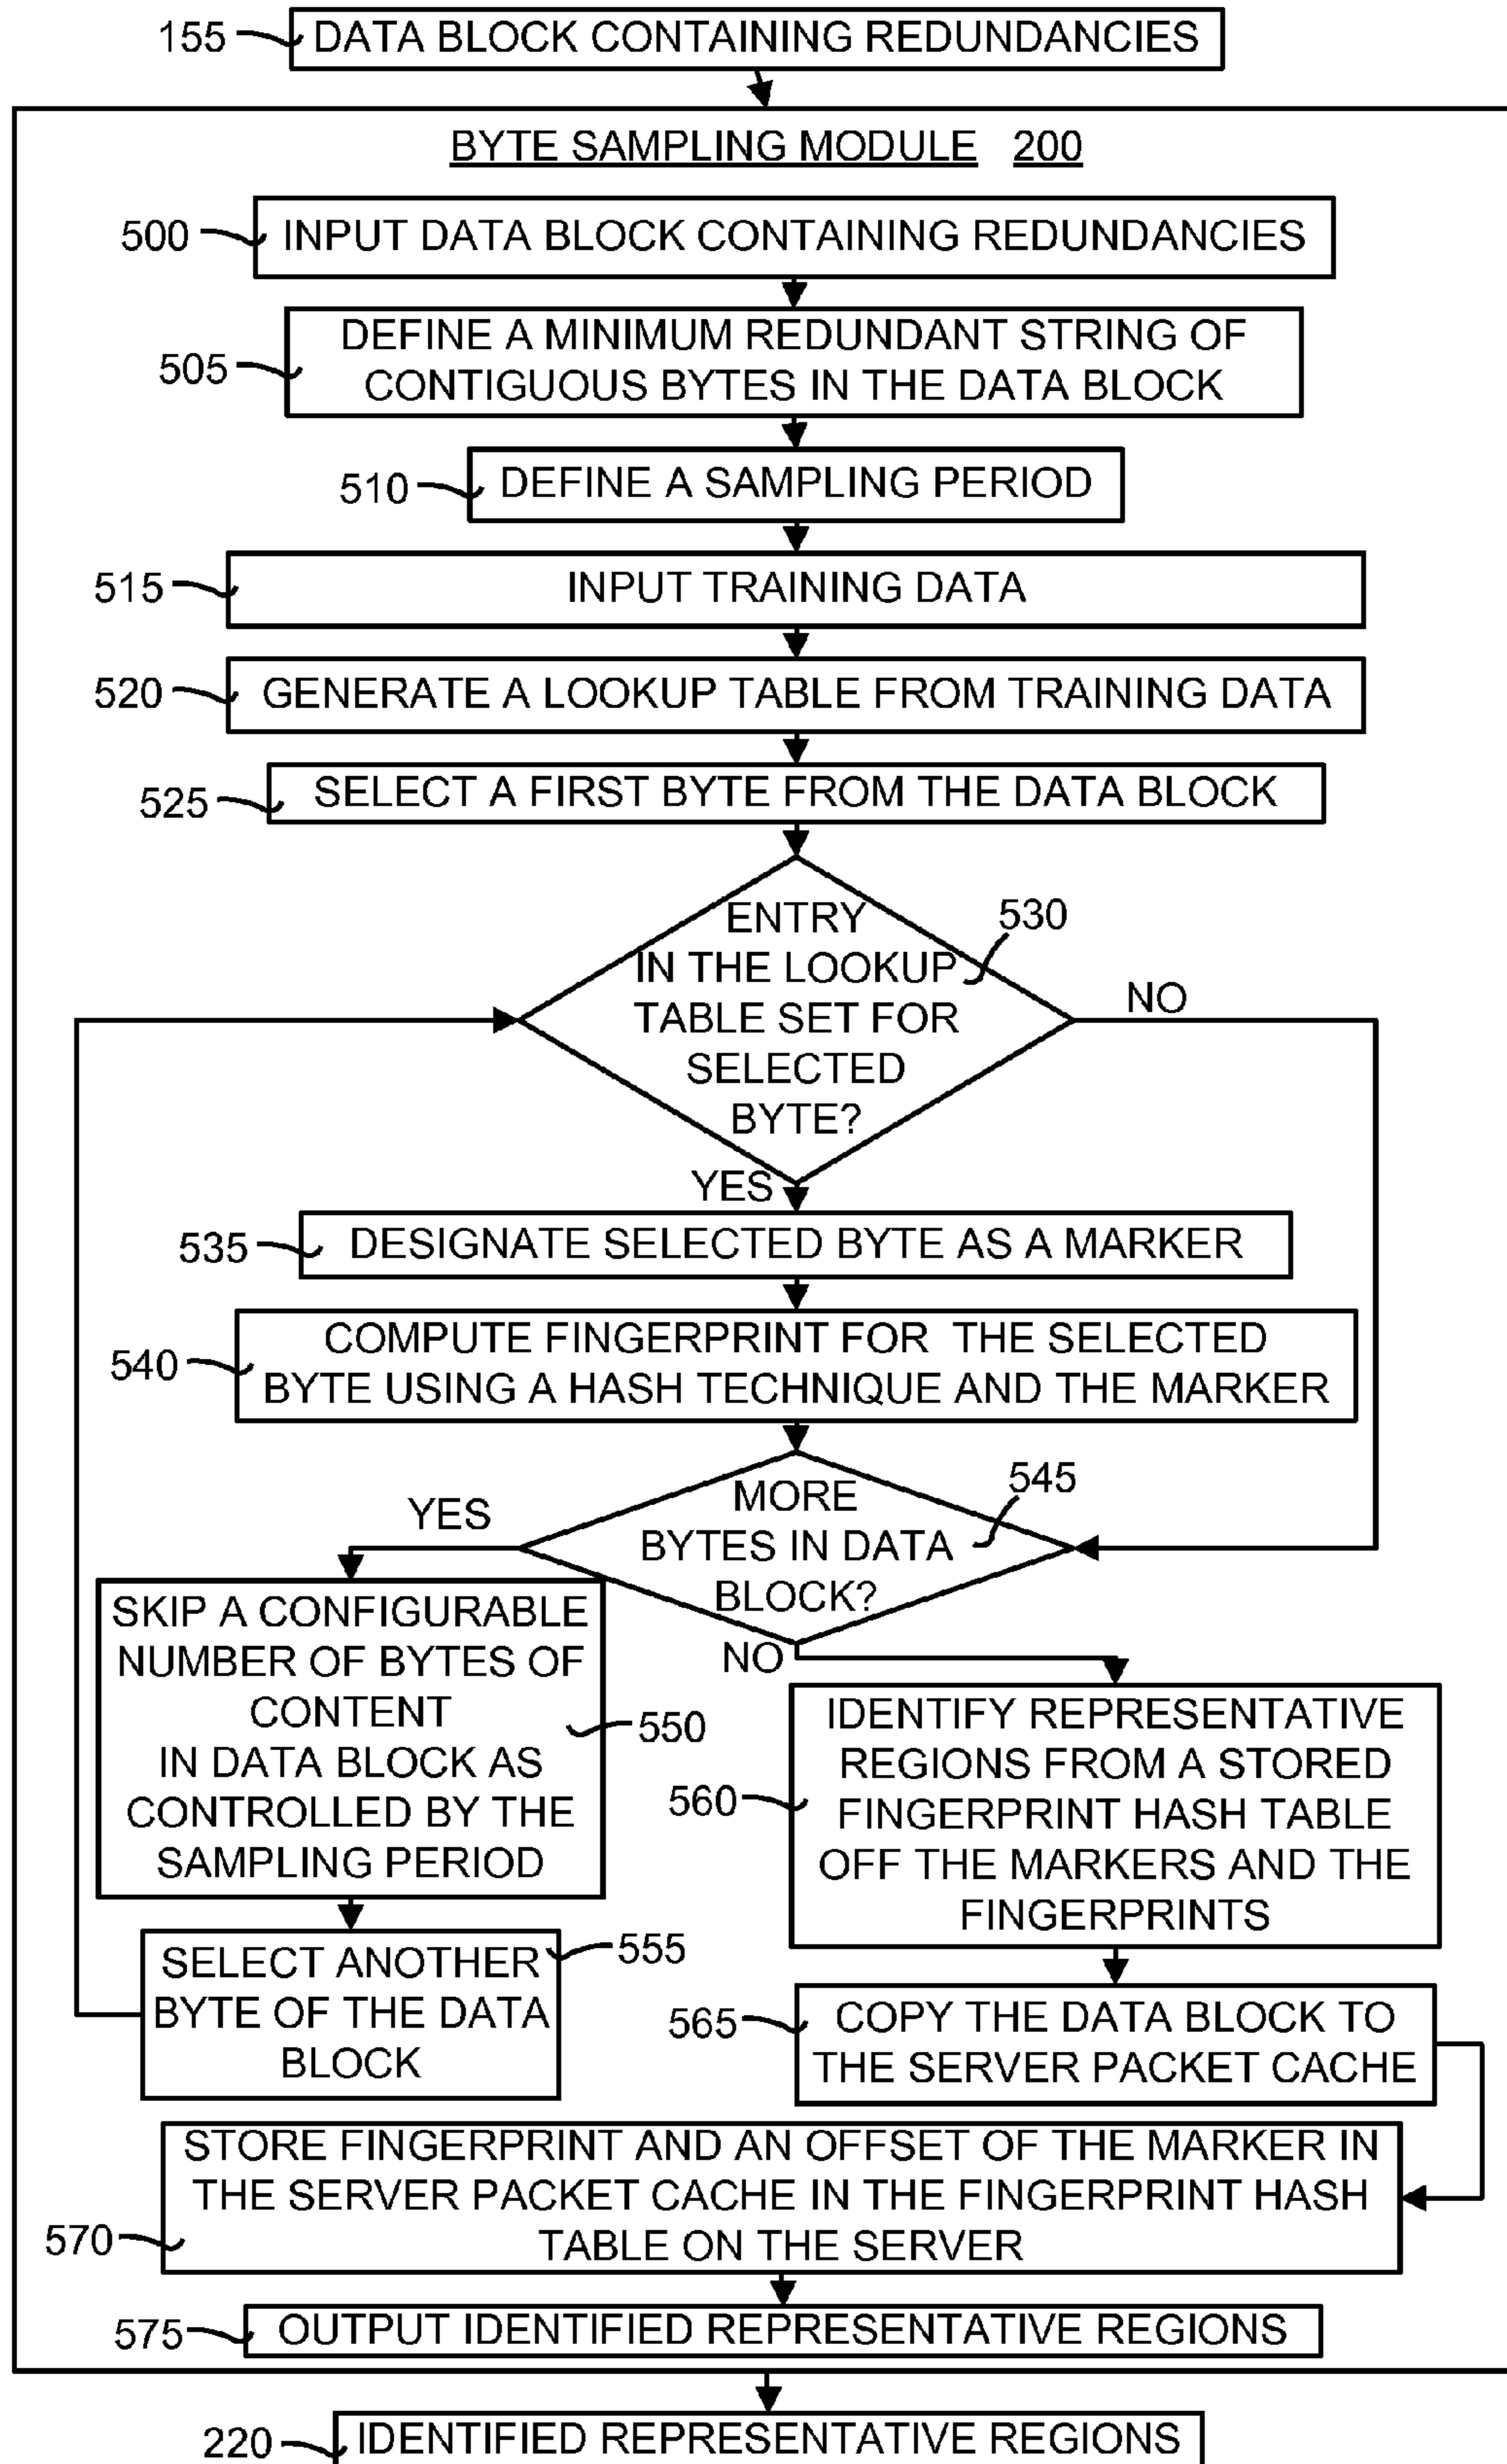 155
DATA BLOCK CONTAINING REDUNDANCIES
BYTE SAMPLING MODULE 200
500
INPUT DATA BLOCK CONTAINING REDUNDANCIES
505
DEFINE A MINIMUM REDUNDANT STRING OF
CONTIGUOUS BYTES IN THE DATA BLOCK
510
DEFINE A SAMPLING PERIOD
515
INPUT TRAINING DATA
520
GENERATE A LOOKUP TABLE FROM TRAINING DATA
525
SELECT A FIRST BYTE FROM THE DATA BLOCK
ENTRY
IN THE LOOKUP
TABLE SET FOR
SELECTED
BYTE?
530
NO
YES
535
DESIGNATE SELECTED BYTE AS A MARKER
540
COMPUTE FINGERPRINT FOR THE SELECTED
BYTE USING A HASH TECHNIQUE AND THE MARKER
MORE
BYTES IN DATA
BLOCK?
545
YES
NO
SKIP A CONFIGURABLE
NUMBER OF BYTES OF
CONTENT
IN DATA BLOCK AS
CONTROLLED BY THE
SAMPLING PERIOD
550
SELECT ANOTHER
BYTE OF THE DATA
BLOCK
555
560
IDENTIFY REPRESENTATIVE
REGIONS FROM A STORED
FINGERPRINT HASH TABLE
OFF THE MARKERS AND THE
FINGERPRINTS
565
COPY THE DATA BLOCK TO
THE SERVER PACKET CACHE
570
STORE FINGERPRINT AND AN OFFSET OF THE MARKER IN
THE SERVER PACKET CACHE IN THE FINGERPRINT HASH
TABLE ON THE SERVER
575
OUTPUT IDENTIFIED REPRESENTATIVE REGIONS
220
IDENTIFIED REPRESENTATIVE REGIONS